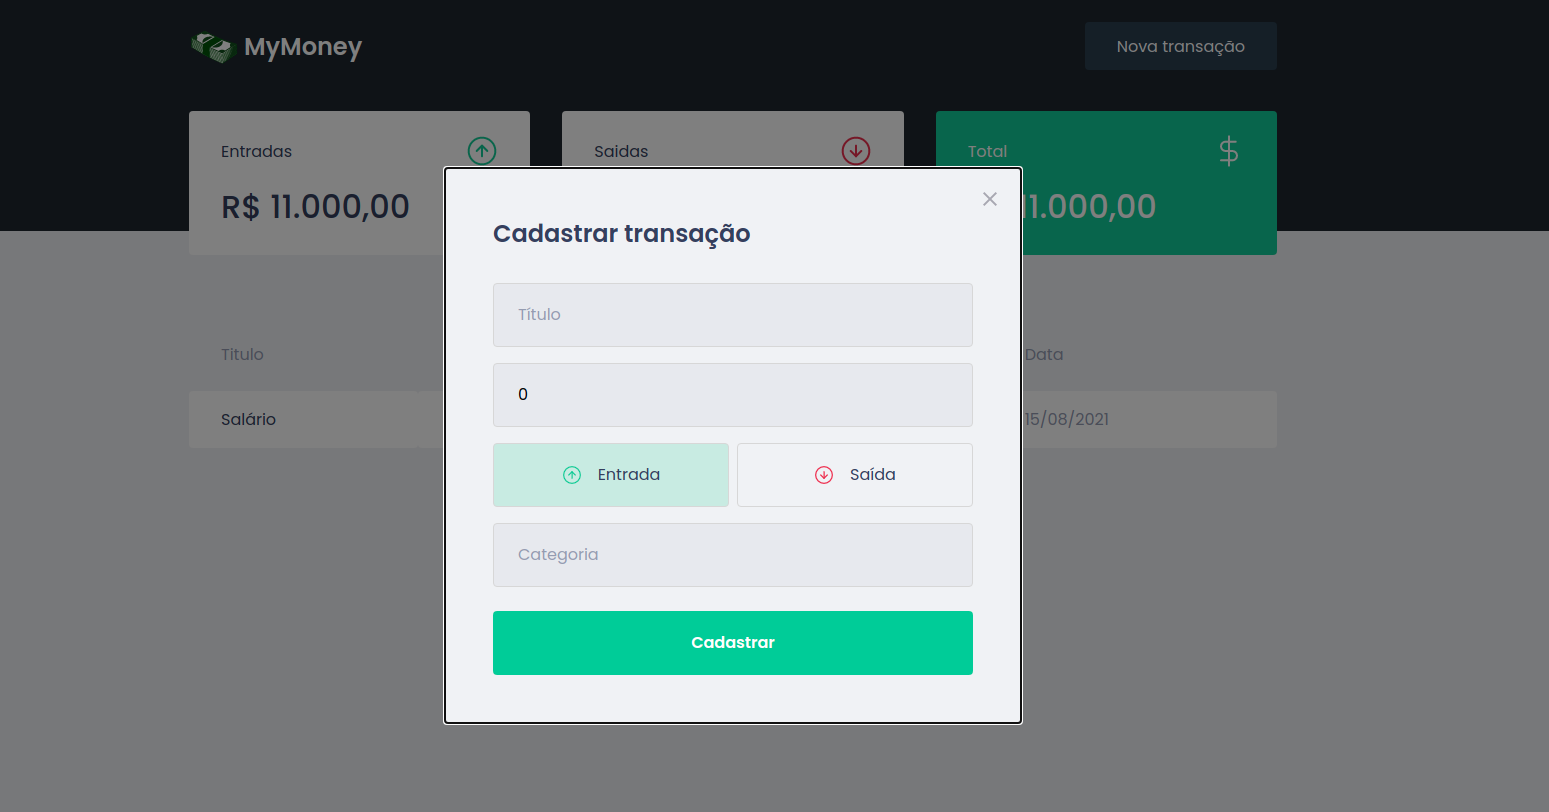 MyMoney
Nova transação
Entradas
Saidas
Total
R$ 11.000,00
11.000,00
Cadastrar transação
Título
0
Entrada
Saída
Categoria
Cadastrar
Titulo
Data
Salário
15/08/2021